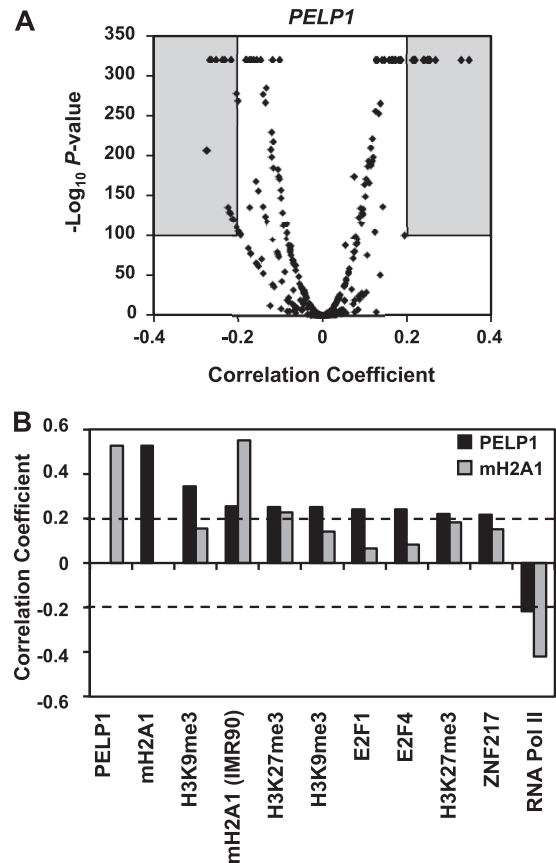 A
PELP1
-Log10 P-value
350
300
250
200
150
100
50
0
-0.4
-0.2
0
0.2
0.4
Correlation Coefficient
B
Correlation Coefficient
0.6
0.4
0.2
0
-0.2
-0.4
-0.6
PELP1
mH2A1
PELP1
mH2A1
H3K9me3
mH2A1 (IMR90)
H3K27me3
H3K9me3
E2F1
E2F4
H3K27me3
ZNF217
RNA Pol II